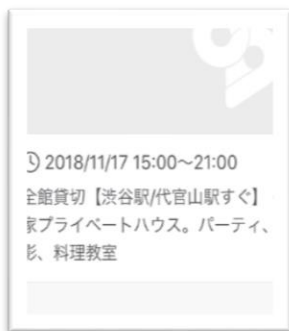 2018/11/17 15:00〜21:00
全館貸切【渋谷駅/代官山駅すぐ】
家プライベートハウス。パーティ、
影、料理教室